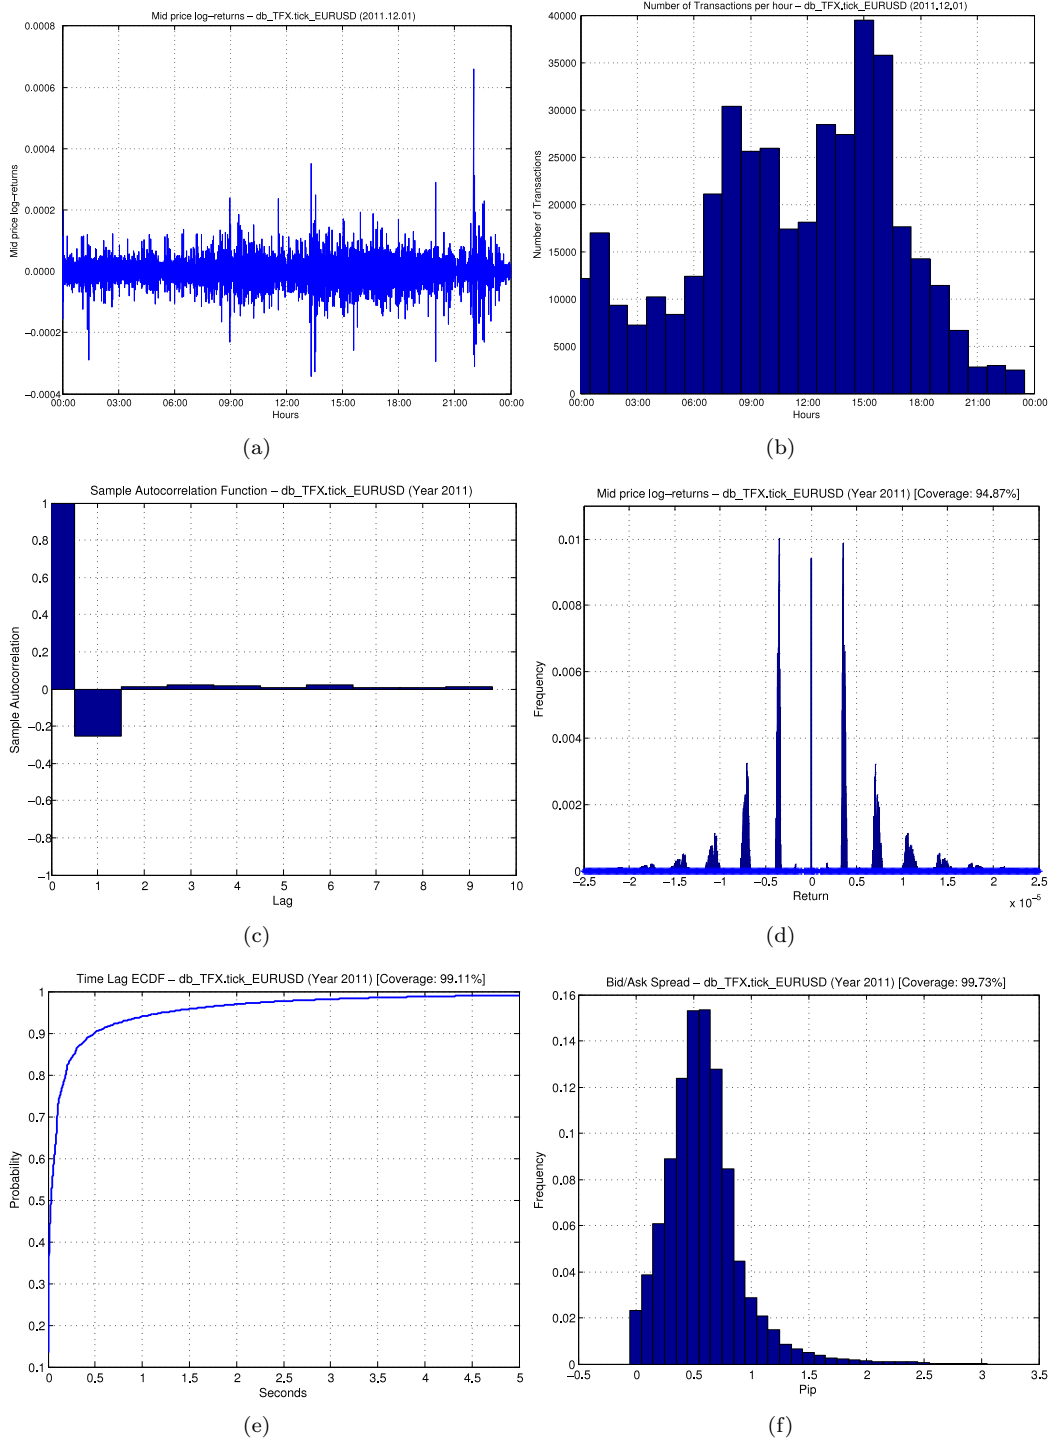 Mid price log−returns − db_TFX.tick_EURUSD (2011.12.01)
0.0008
0.0006
0.0004
0.0002
0.0000
−0.0002
−0.0004
Mid price log−returns
00:00 03:00 06:00 09:00 12:00 15:00 18:00 21:00 00:00
Hours
(a)
Number of Transactions per hour − db_TFX.tick_EURUSD (2011.12.01)
40000
35000
30000
25000
20000
15000
10000
5000
0
Number of Transactions
00:00 03:00 06:00 09:00 12:00 15:00 18:00 21:00 00:00
Hours
(b)
Sample Autocorrelation Function − db_TFX.tick_EURUSD (Year 2011)
1
0.8
0.6
0.4
0.2
0
−0.2
−0.4
−0.6
−0.8
−1
Sample Autocorrelation
0 1 2 3 4 5 6 7 8 9 10
Lag
(c)
Mid price log−returns − db_TFX.tick_EURUSD (Year 2011) [Coverage: 94.87%]
0.01
0.008
0.006
0.004
0.002
0
Frequency
−2.5 −2 −1.5 −1 −0.5 0 0.5 1 1.5 2 2.5
Return
x 10⁻⁵
(d)
Time Lag ECDF − db_TFX.tick_EURUSD (Year 2011) [Coverage: 99.11%]
1
0.9
0.8
0.7
0.6
0.5
0.4
0.3
0.2
0.1
Probability
0 0.5 1 1.5 2 2.5 3 3.5 4 4.5 5
Seconds
(e)
Bid/Ask Spread − db_TFX.tick_EURUSD (Year 2011) [Coverage: 99.73%]
0.16
0.14
0.12
0.1
0.08
0.06
0.04
0.02
0
Frequency
−0.5 0 0.5 1 1.5 2 2.5 3 3.5
Pip
(f)